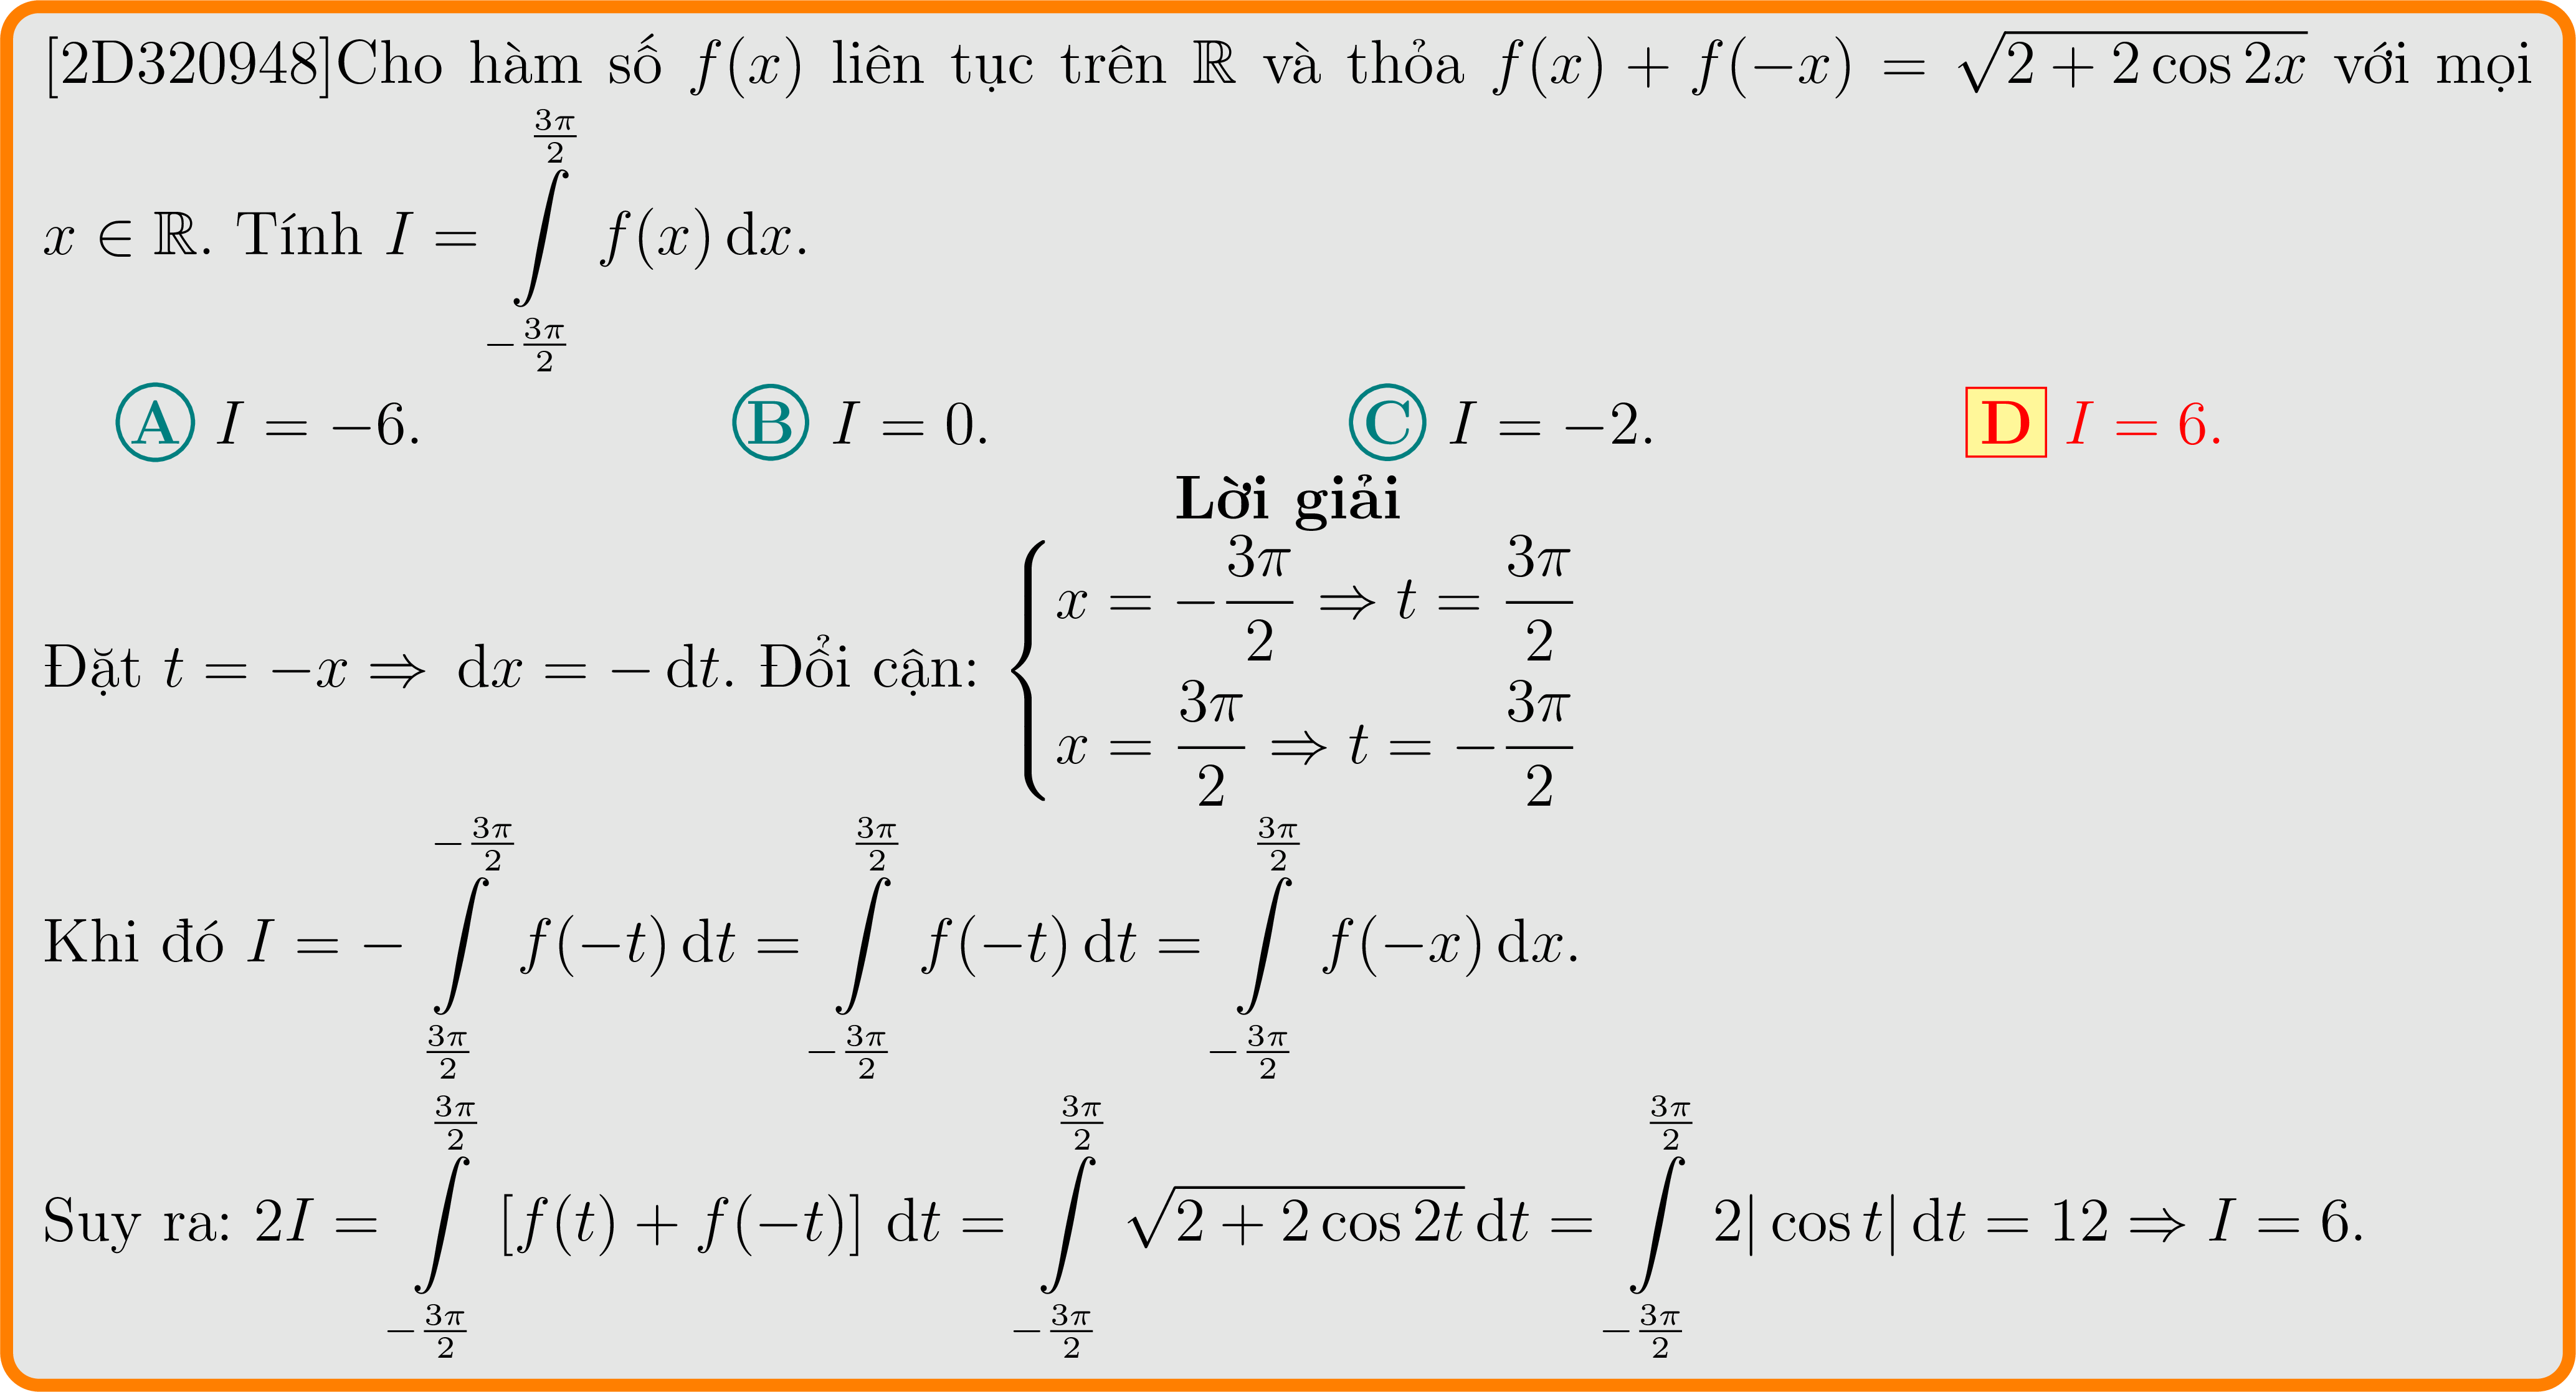 [2D320948]Cho hàm số $f(x)$ liên tục trên $\mathbb{R}$ và thỏa $f(x) + f(-x) = \sqrt{2 + 2\cos 2x}$ với mọi
$x \in \mathbb{R}$. Tính $I = \int\limits_{-\frac{3\pi}{2}}^{\frac{3\pi}{2}} f(x)\,\mathrm{d}x$.
A $I = -6$. B $I = 0$. C $I = -2$. D $I = 6$.
Lời giải
Đặt $t = -x \Rightarrow \mathrm{d}x = -\mathrm{d}t$. Đổi cận: $\begin{cases} x = -\dfrac{3\pi}{2} \Rightarrow t = \dfrac{3\pi}{2} \\ x = \dfrac{3\pi}{2} \Rightarrow t = -\dfrac{3\pi}{2} \end{cases}$
Khi đó $I = -\int\limits_{\frac{3\pi}{2}}^{-\frac{3\pi}{2}} f(-t)\,\mathrm{d}t = \int\limits_{-\frac{3\pi}{2}}^{\frac{3\pi}{2}} f(-t)\,\mathrm{d}t = \int\limits_{-\frac{3\pi}{2}}^{\frac{3\pi}{2}} f(-x)\,\mathrm{d}x$.
Suy ra: $2I = \int\limits_{-\frac{3\pi}{2}}^{\frac{3\pi}{2}} [f(t) + f(-t)]\,\mathrm{d}t = \int\limits_{-\frac{3\pi}{2}}^{\frac{3\pi}{2}} \sqrt{2 + 2\cos 2t}\,\mathrm{d}t = \int\limits_{-\frac{3\pi}{2}}^{\frac{3\pi}{2}} 2|\cos t|\,\mathrm{d}t = 12 \Rightarrow I = 6$.